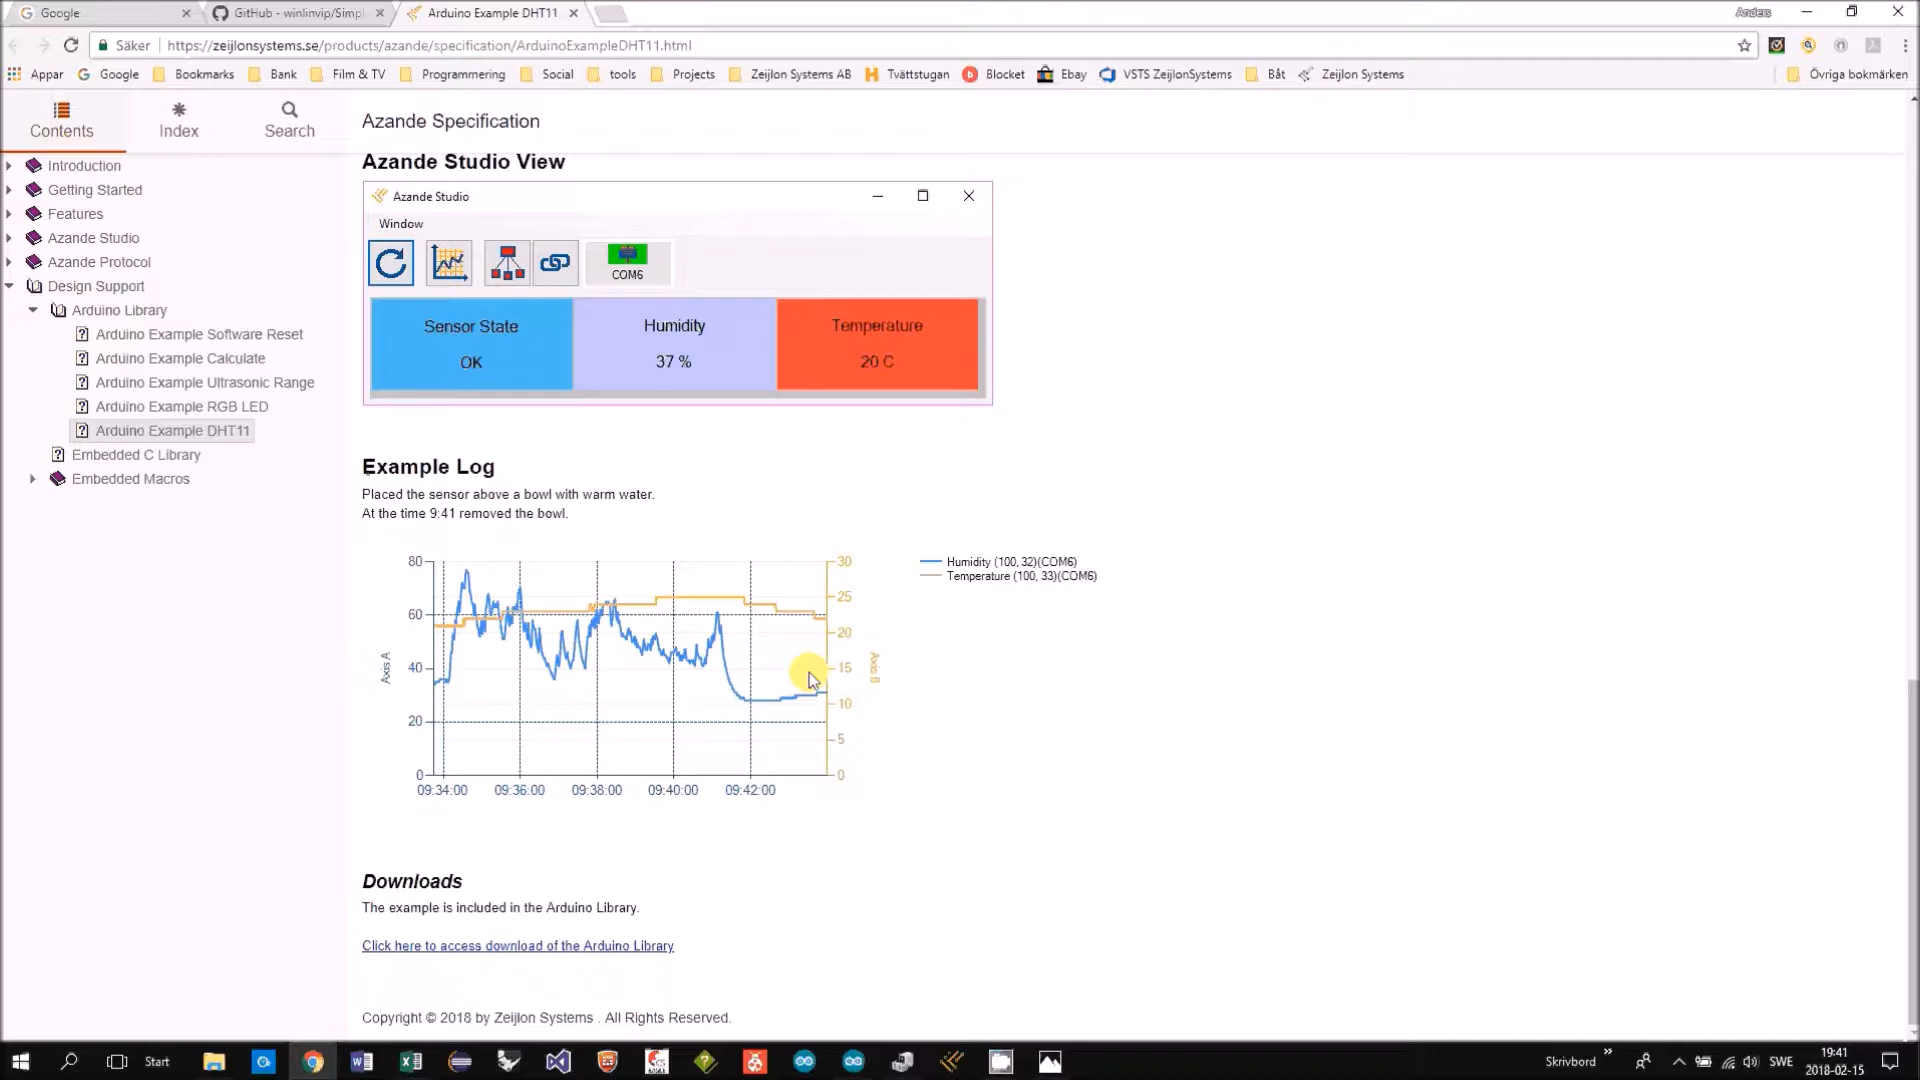 Google
GitHub - winlinvip/Simpl
Arduino Example DHT11
Anders
Säker
https://zeijlonsystems.se/products/azande/specification/ArduinoExampleDHT11.html
Appar
Google
Bookmarks
Bank
Film & TV
Programmering
Social
tools
Projects
Zeijlon Systems AB
Tvättstugan
Blocket
Ebay
VSTS ZeijlonSystems
Båt
Zeijlon Systems
Övriga bokmärken
Contents
Index
Search
Azande Specification
Introduction
Getting Started
Features
Azande Studio
Azande Protocol
Design Support
Arduino Library
Arduino Example Software Reset
Arduino Example Calculate
Arduino Example Ultrasonic Range
Arduino Example RGB LED
Arduino Example DHT11
Embedded C Library
Embedded Macros
Azande Studio View
Azande Studio
Window
COM6
Sensor State
OK
Humidity
37 %
Temperature
20 C
Example Log
Placed the sensor above a bowl with warm water.
At the time 9:41 removed the bowl.
80
60
40
20
0
Axis A
30
25
20
15
10
5
0
Axis B
09:34:00
09:36:00
09:38:00
09:40:00
09:42:00
Humidity (100, 32)(COM6)
Temperature (100, 33)(COM6)
Downloads
The example is included in the Arduino Library.
Click here to access download of the Arduino Library
Copyright © 2018 by Zeijlon Systems . All Rights Reserved.
Start
Skrivbord
SWE
19:41
2018-02-15